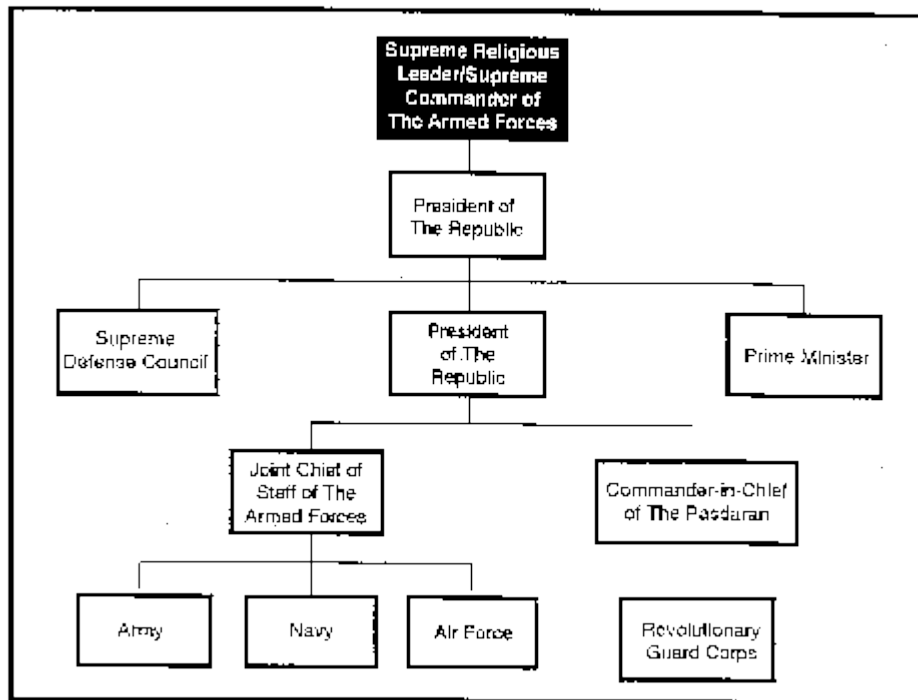 Supreme Religious
Leader/Supreme
Commander of
The Armed Forces
President of
The Republic
Supreme
Defense Council
President
of The
Republic
Prime Minister
Joint Chief of
Staff of The
Armed Forces
Commander-in-Chief
of The Pasdaran
Army
Navy
Air Force
Revolutionary
Guard Corps